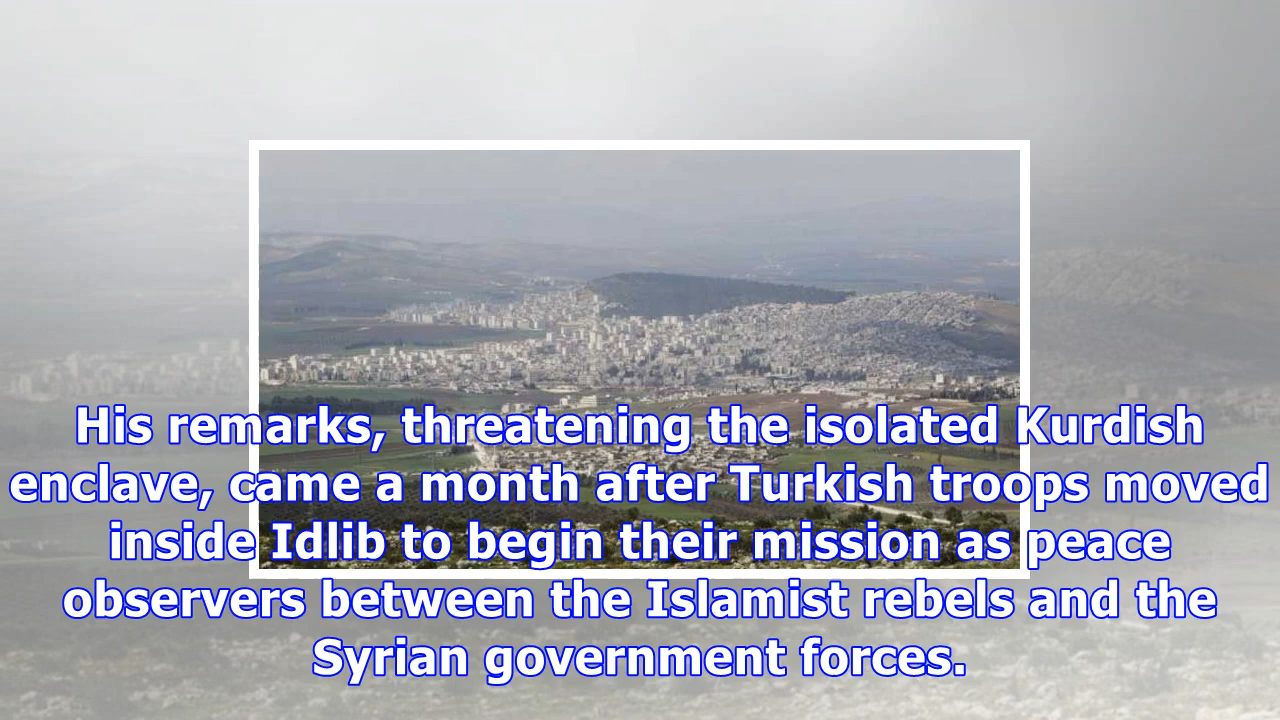 His remarks, threatening the isolated Kurdish
enclave, came a month after Turkish troops moved
inside Idlib to begin their mission as peace
observers between the Islamist rebels and the
Syrian government forces.